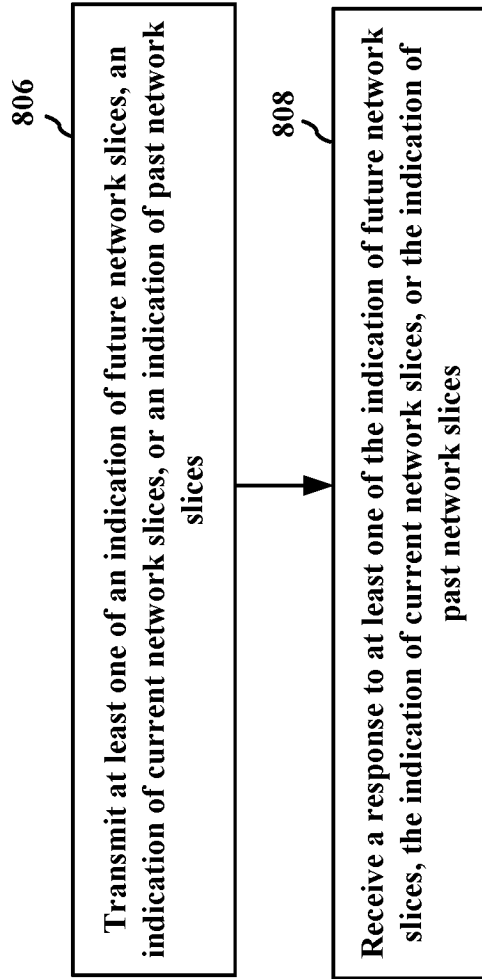 806
Transmit at least one of an indication of future network slices, an
indication of current network slices, or an indication of past network
slices
808
Receive a response to at least one of the indication of future network
slices, the indication of current network slices, or the indication of
past network slices